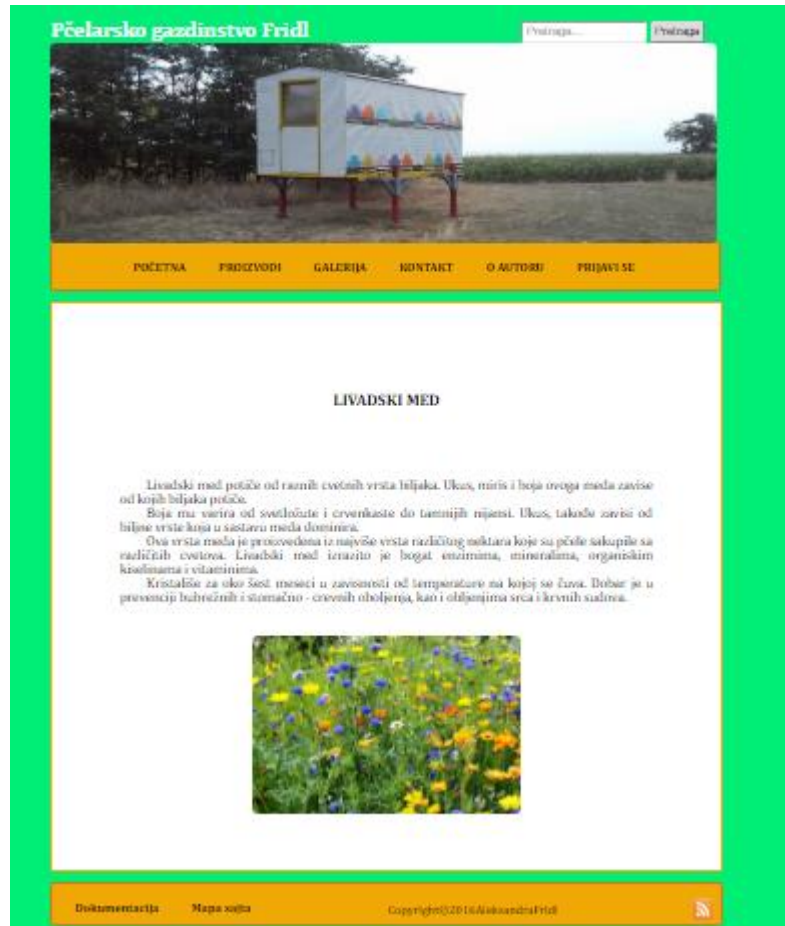 Pčelarsko gazdinstvo Fridl
Pretraga... Pretraga
POČETNA PROIZVODI GALERIJA KONTAKT O AUTORU PRIJAVI SE
LIVADSKI MED
Livadski med potiče od raznih cvetnih vrsta biljaka. Ukus, miris i boja ovoga meda zavise
od kojih biljaka potiče.
Boja mu varira od svetložute i crvenkaste do tamnijih nijansi. Ukus, takođe zavisi od
biljne vrste koja u sastavu meda dominira.
Ova vrsta meda je proizvedena iz najviše vrsta različitog nektara koje su pčele sakupile sa
različitih cvetova. Livadski med izrazito je bogat enzimima, mineralima, organskim
kiselinama i vitaminima.
Kristališe za oko šest meseci u zavisnosti od temperature na kojoj se čuva. Dobar je u
prevenciji bubrežnih i stomačno - crevnih oboljenja, kao i obljenjima srca i krvnih sudova.
Dokumentacija Mapa sajta Copyright©2016AleksandraFridl